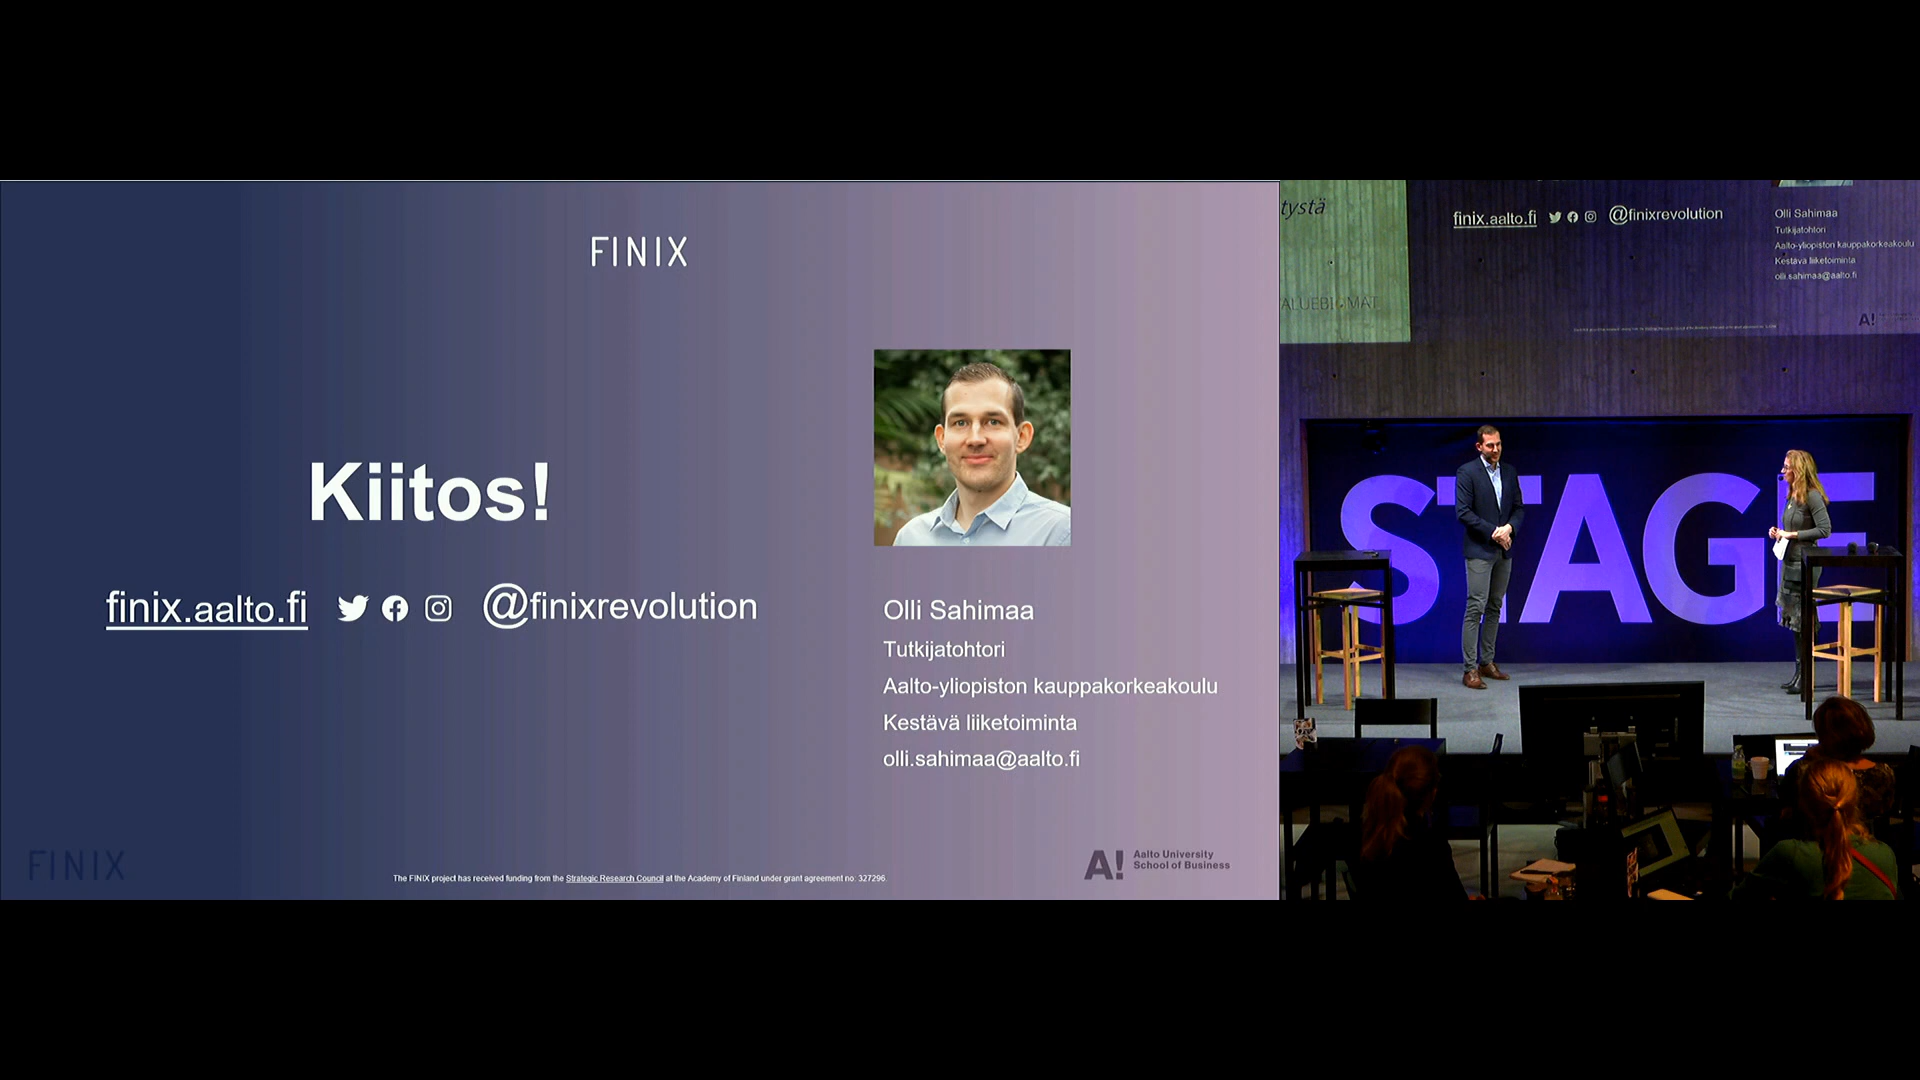 FINIX
Kiitos!
finix.aalto.fi @finixrevolution
Olli Sahimaa
Tutkijatohtori
Aalto-yliopiston kauppakorkeakoulu
Kestävä liiketoiminta
olli.sahimaa@aalto.fi
FINIX
The FINIX project has received funding from the Strategic Research Council at the Academy of Finland under grant agreement no. 327296.
A! Aalto University
School of Business
tystä
finix.aalto.fi @finixrevolution
Olli Sahimaa
Tutkijatohtori
Aalto-yliopiston kauppakorkeakoulu
Kestävä liiketoiminta
olli.sahimaa@aalto.fi
ALUEBIOMAT
A!
STAGE